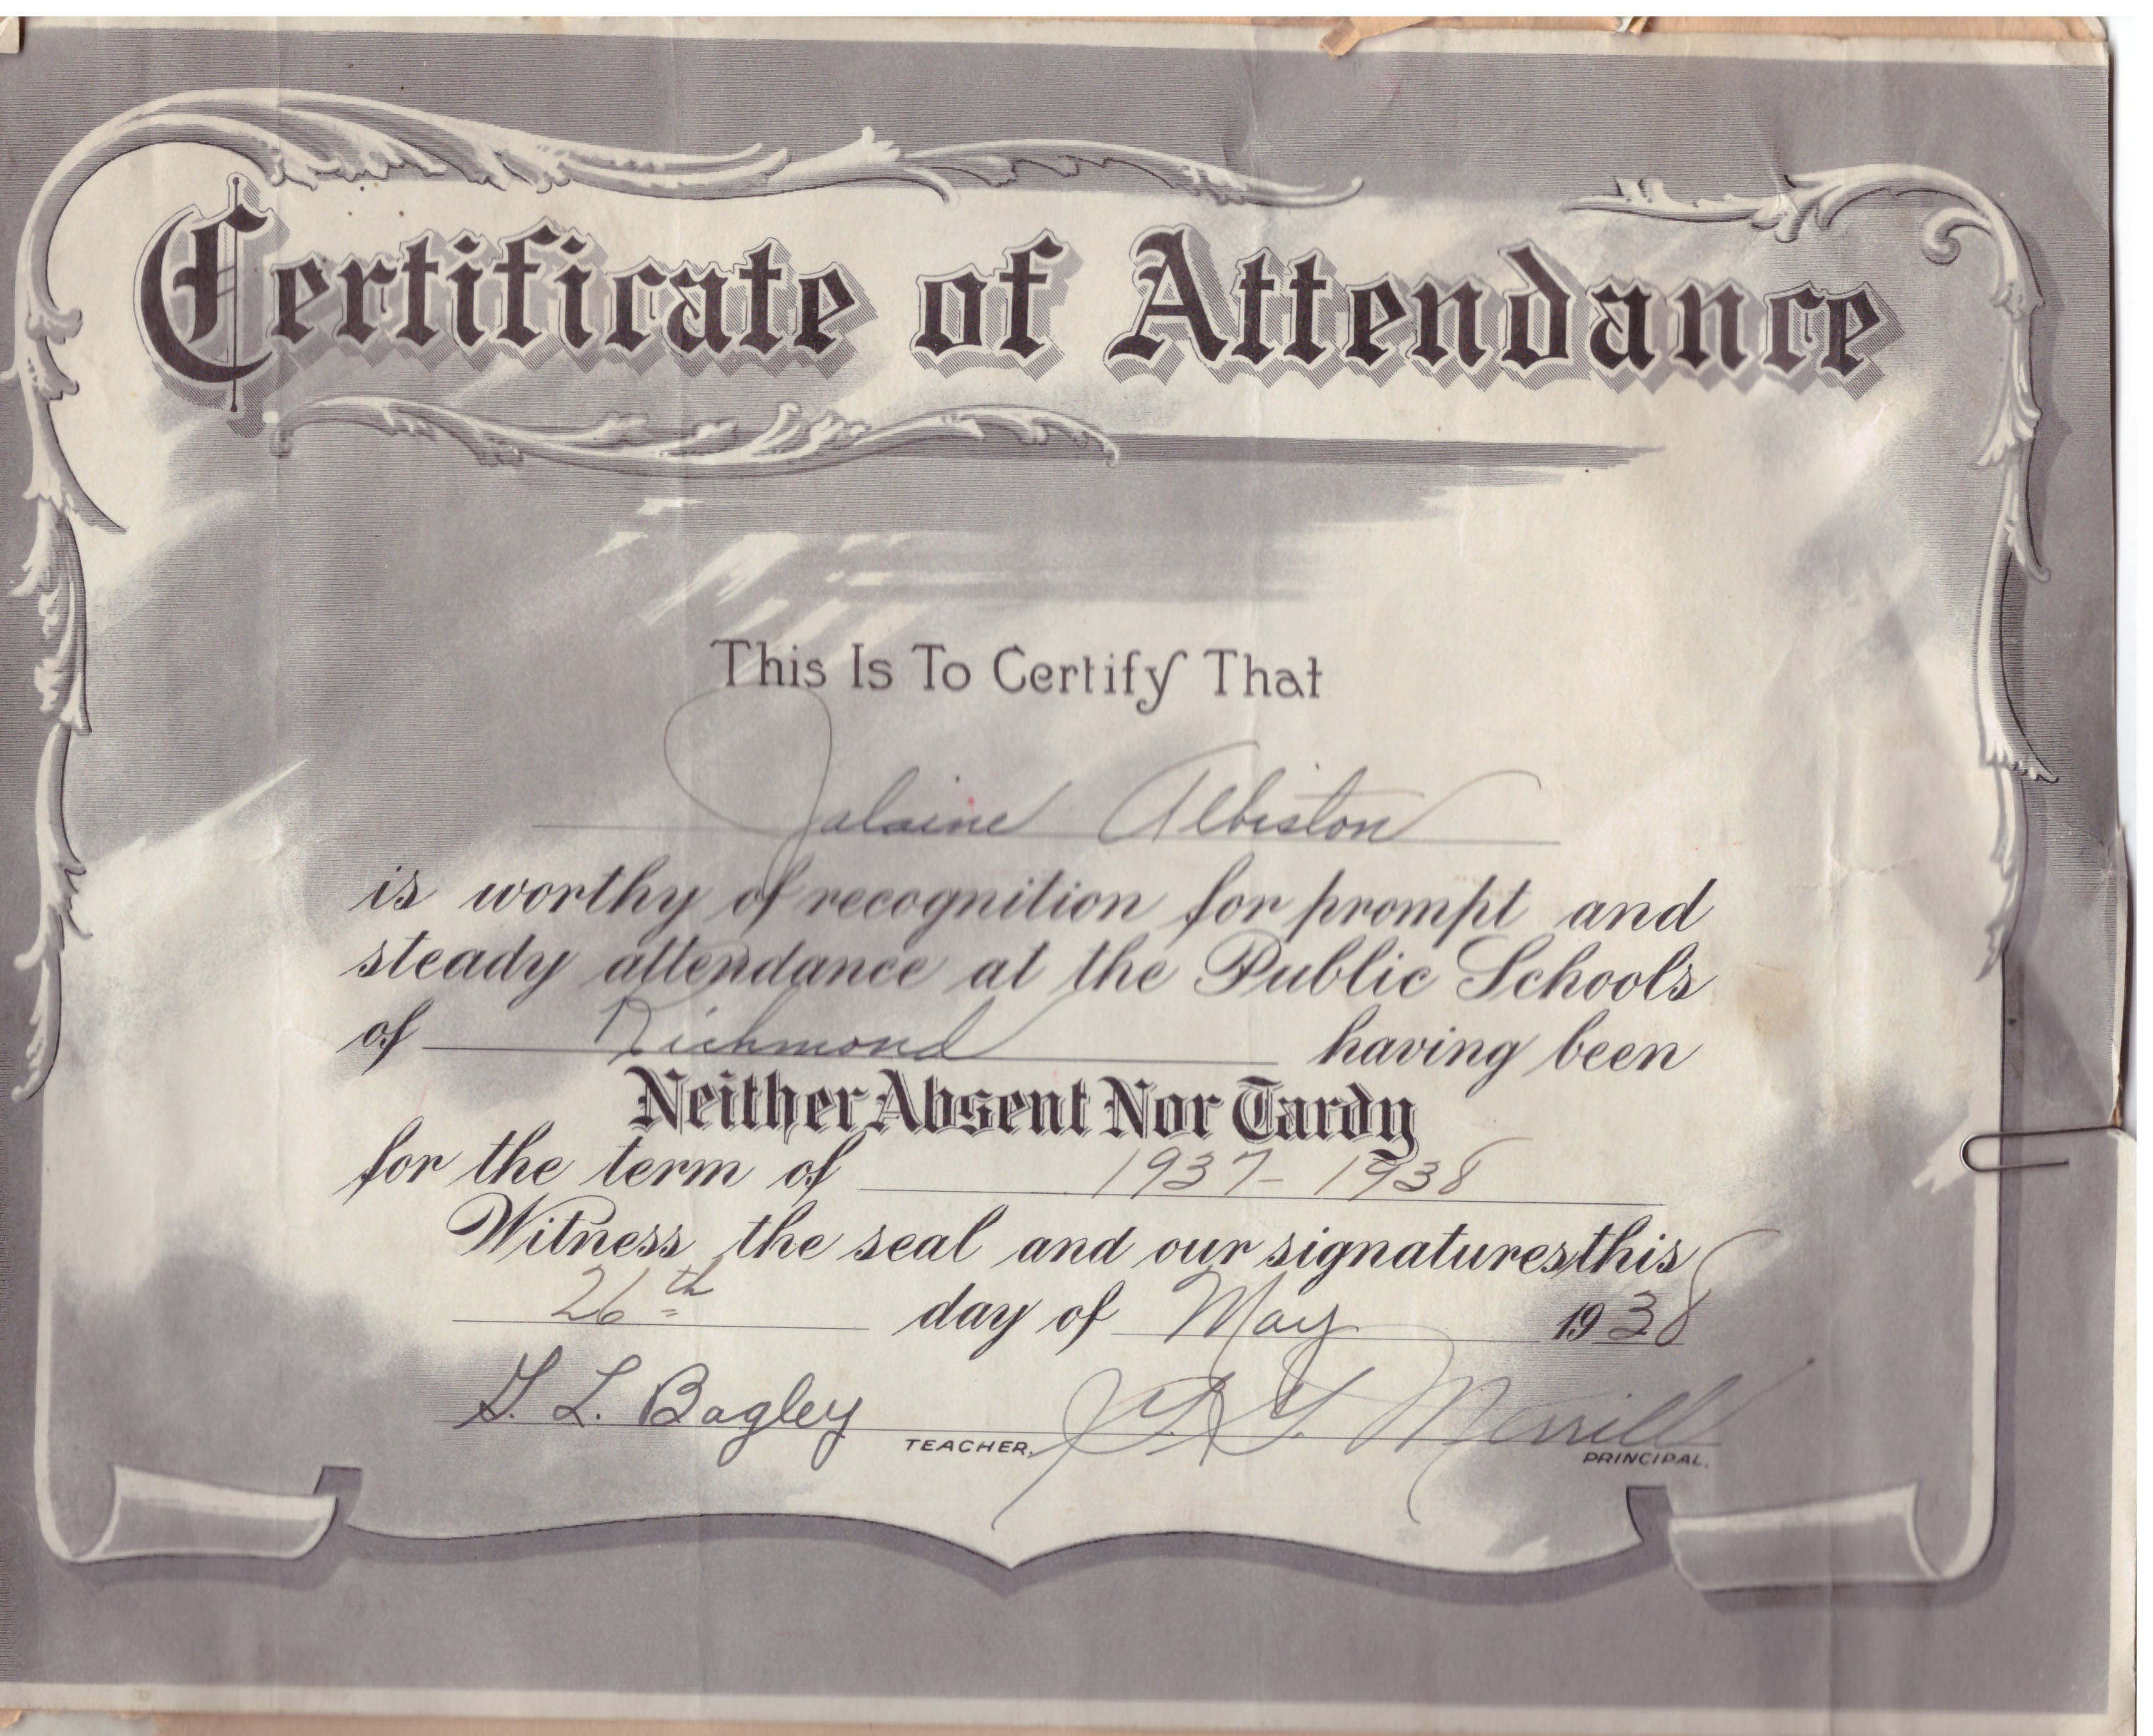 Certificate of Attendance
This Is To Certify That
Jalaine Albiston
is worthy of recognition for prompt and
steady attendance at the Public Schools
of Richmond having been
Neither Absent Nor Tardy
for the term of 1937-1938
Witness the seal and our signatures this
26th day of May 1938
L. Bagley Merrill
TEACHER. PRINCIPAL.